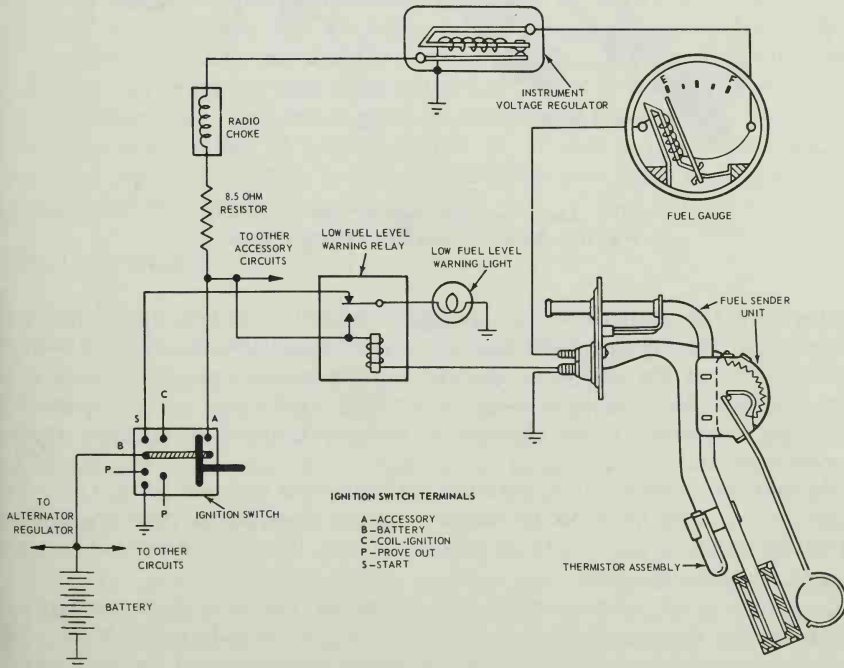 INSTRUMENT
VOLTAGE REGULATOR
E F
FUEL GAUGE
RADIO
CHOKE
8.5 OHM
RESISTOR
TO OTHER
ACCESSORY
CIRCUITS
LOW FUEL LEVEL
WARNING RELAY
LOW FUEL LEVEL
WARNING LIGHT
FUEL SENDER
UNIT
S
C
A
B
P
P
IGNITION SWITCH
TO
ALTERNATOR
REGULATOR
TO OTHER
CIRCUITS
BATTERY
IGNITION SWITCH TERMINALS
A–ACCESSORY
B–BATTERY
C–COIL-IGNITION
P–PROVE OUT
S–START
THERMISTOR ASSEMBLY